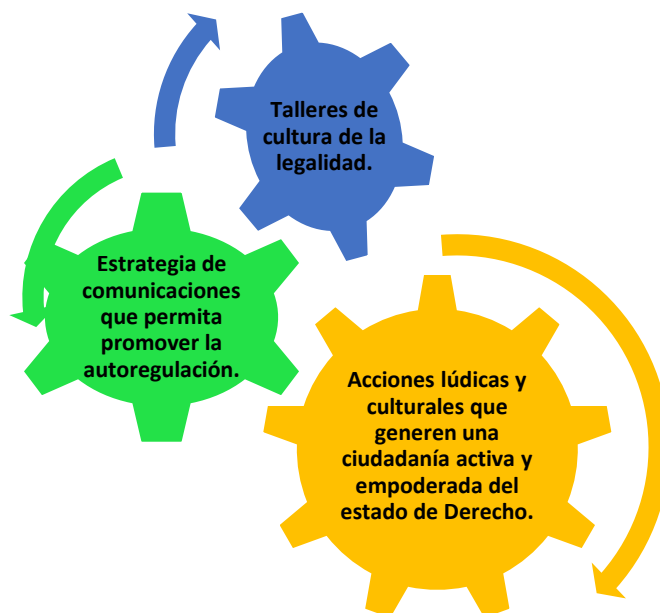 Talleres de
cultura de la
legalidad.
Estrategia de
comunicaciones
que permita
promover la
autoregulación.
Acciones lúdicas y
culturales que
generen una
ciudadanía activa y
empoderada del
estado de Derecho.